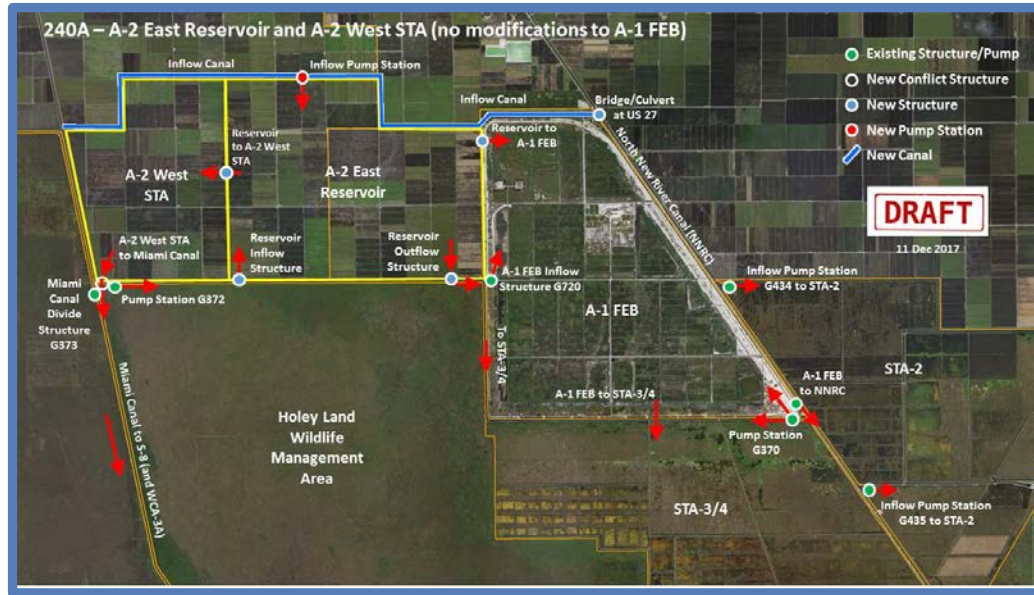 240A – A-2 East Reservoir and A-2 West STA (no modifications to A-1 FEB)
Inflow Canal
Inflow Pump Station
Existing Structure/Pump
New Conflict Structure
New Structure
New Pump Station
New Canal
Inflow Canal
Bridge/Culvert
at US 27
Reservoir to
A-1 FEB
North New River Canal (NNRC)
Reservoir
to A-2 West
STA
A-2 West
STA
A-2 East
Reservoir
DRAFT
11 Dec 2017
A-2 West STA
to Miami Canal
Reservoir
Inflow
Structure
Reservoir
Outflow
Structure
A-1 FEB Inflow
Structure G720
Inflow Pump Station
G434 to STA-2
Miami
Canal
Divide
Structure
G373
Pump Station G372
A-1 FEB
To STA-3/4
STA-2
A-1 FEB
to NNRC
A-1 FEB to STA-3/4
Holey Land
Wildlife
Management
Area
Miami Canal to S-8 (and WCA-3A)
Pump Station
G370
STA-3/4
Inflow Pump Station
G435 to STA-2